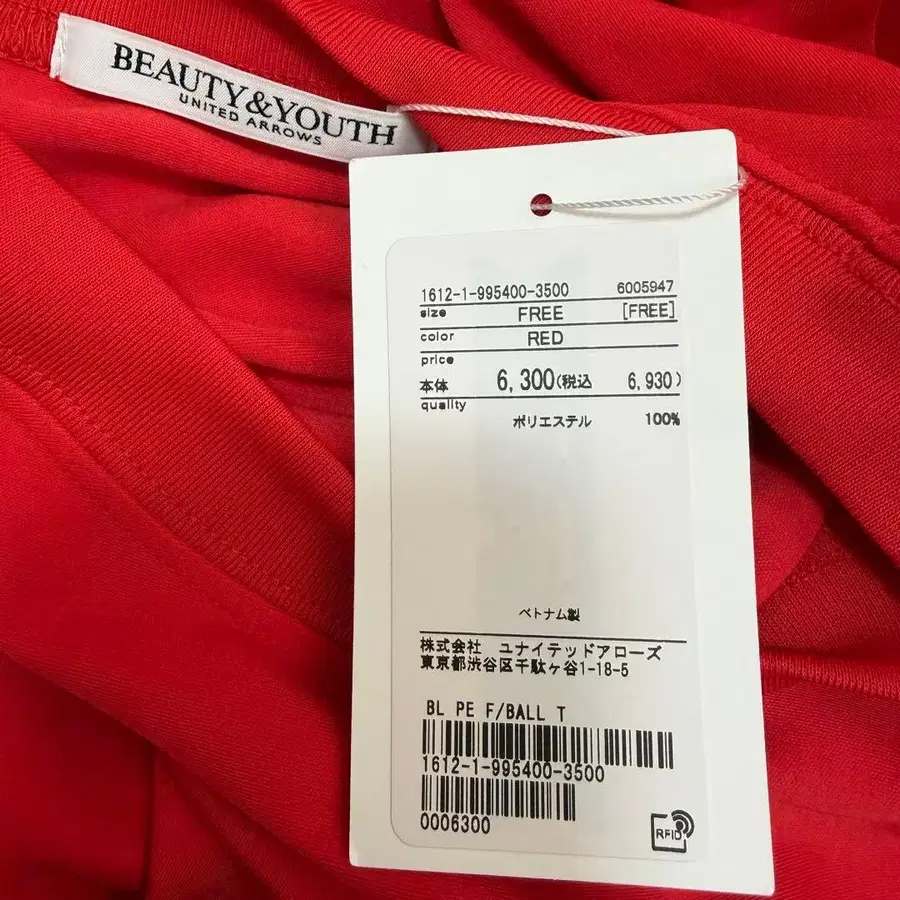 BEAUTY&YOUTH
UNITED ARROWS
1612-1-995400-3500 6005947
size FREE [FREE]
color RED
price
本体 6,300(税込 6,930)
quality
ポリエステル 100%
ベトナム製
株式会社 ユナイテッドアローズ
東京都渋谷区千駄ヶ谷1-18-5
BL PE F/BALL T
1612-1-995400-3500
0006300
RFID